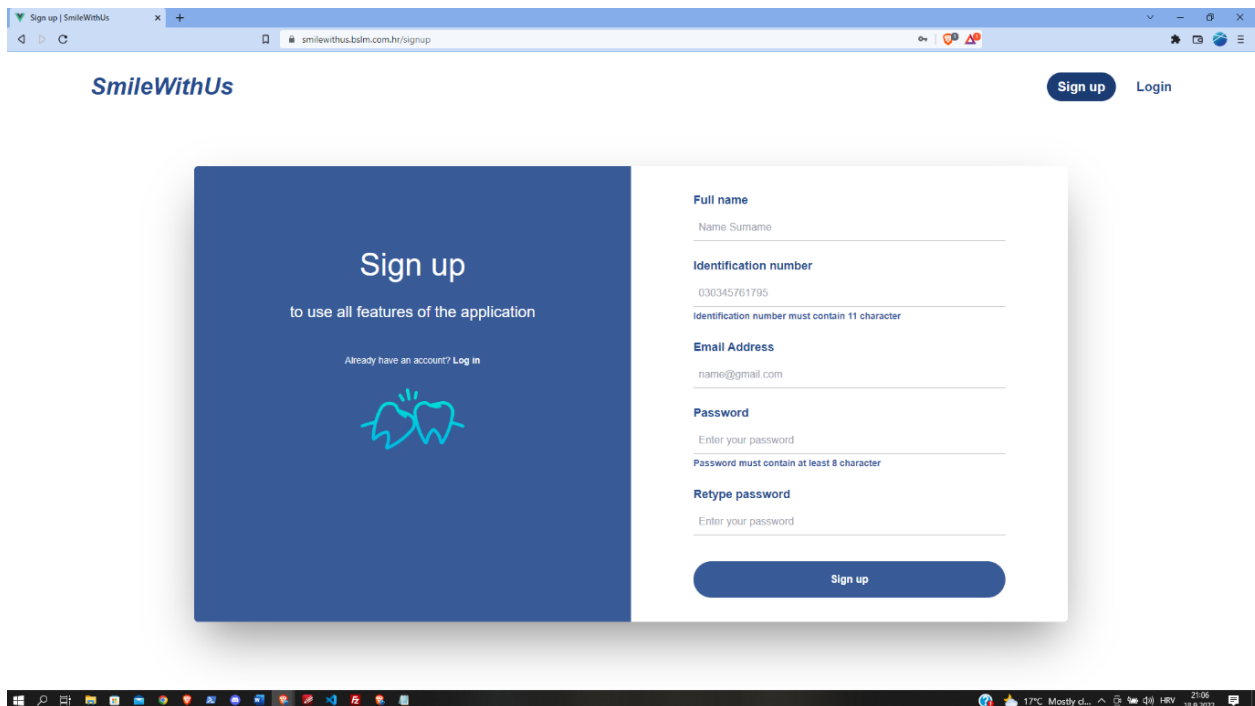 Sign up | SmileWithUs
smilewithus.bslm.com.hr/signup
SmileWithUs
Sign up
Login
Sign up
to use all features of the application
Already have an account? Log in
Full name
Name Surname
Identification number
030345761795
Identification number must contain 11 character
Email Address
name@gmail.com
Password
Enter your password
Password must contain at least 8 character
Retype password
Enter your password
Sign up
17°C Mostly cl...
HRV
21:06
18.9.2022